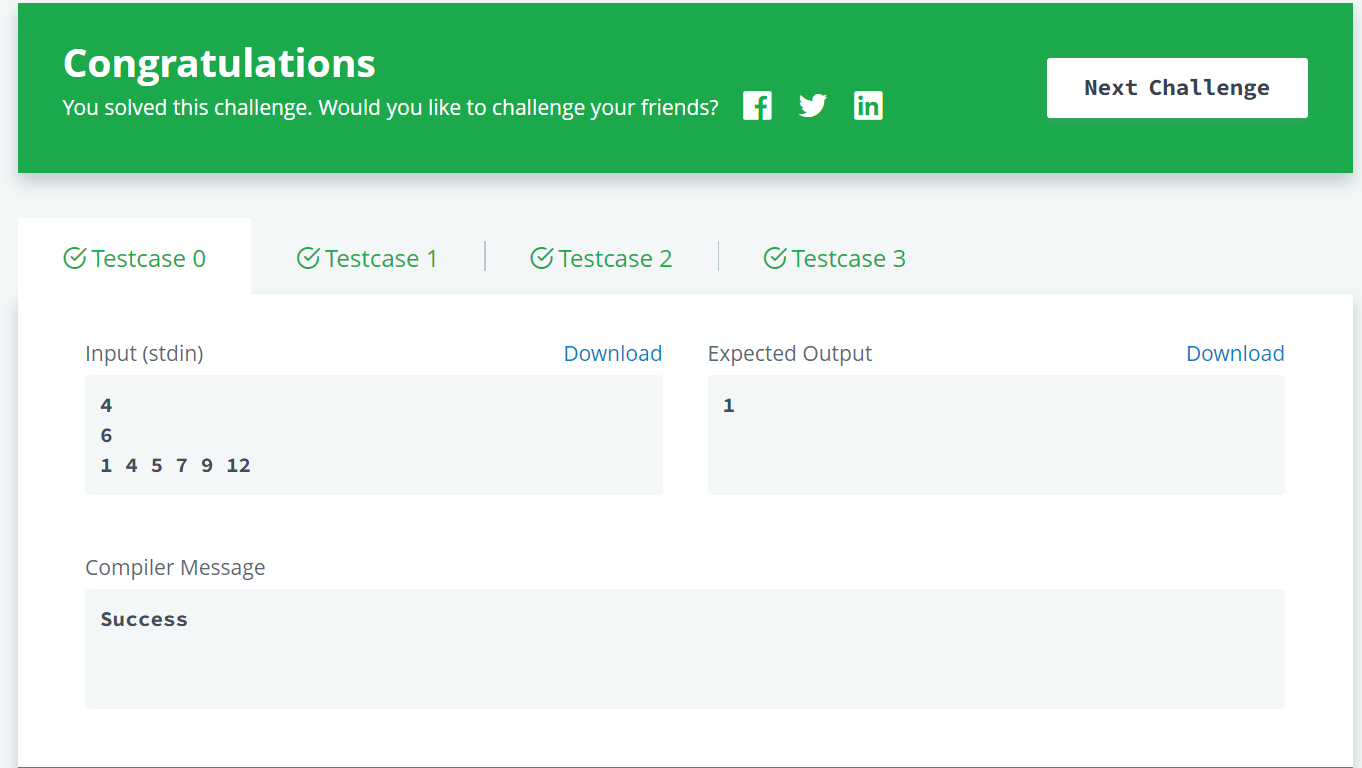 Congratulations
You solved this challenge. Would you like to challenge your friends?
Next Challenge
Testcase 0
Testcase 1
Testcase 2
Testcase 3
Input (stdin)
Download
4
6
1 4 5 7 9 12
Expected Output
Download
1
Compiler Message
Success